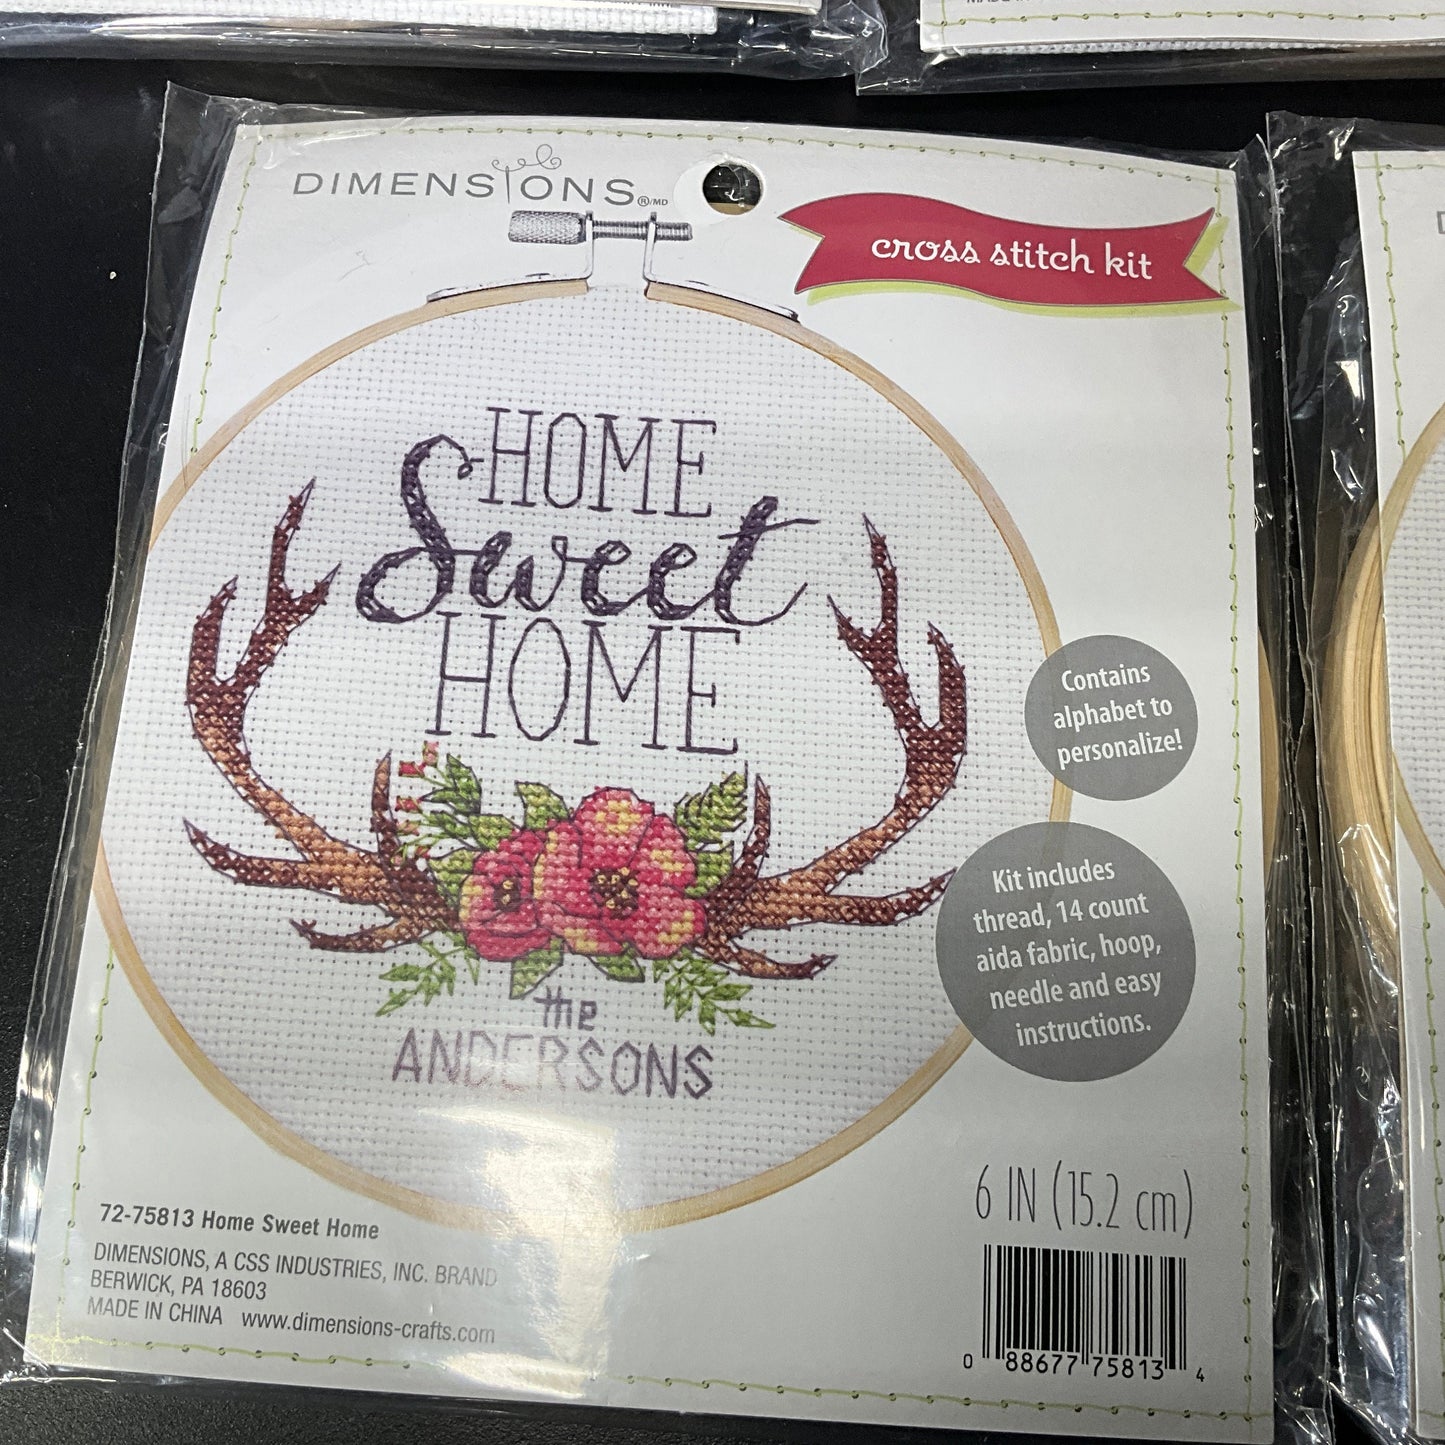 DIMENSIONS®/MD
cross stitch kit
HOME
Sweet
HOME
the
ANDERSONS
Contains
alphabet to
personalize!
Kit includes
thread, 14 count
aida fabric, hoop,
needle and easy
instructions.
6 IN (15.2 cm)
72-75813 Home Sweet Home
DIMENSIONS, A CSS INDUSTRIES, INC. BRAND
BERWICK, PA 18603
MADE IN CHINA www.dimensions-crafts.com
0 88677 75813 4